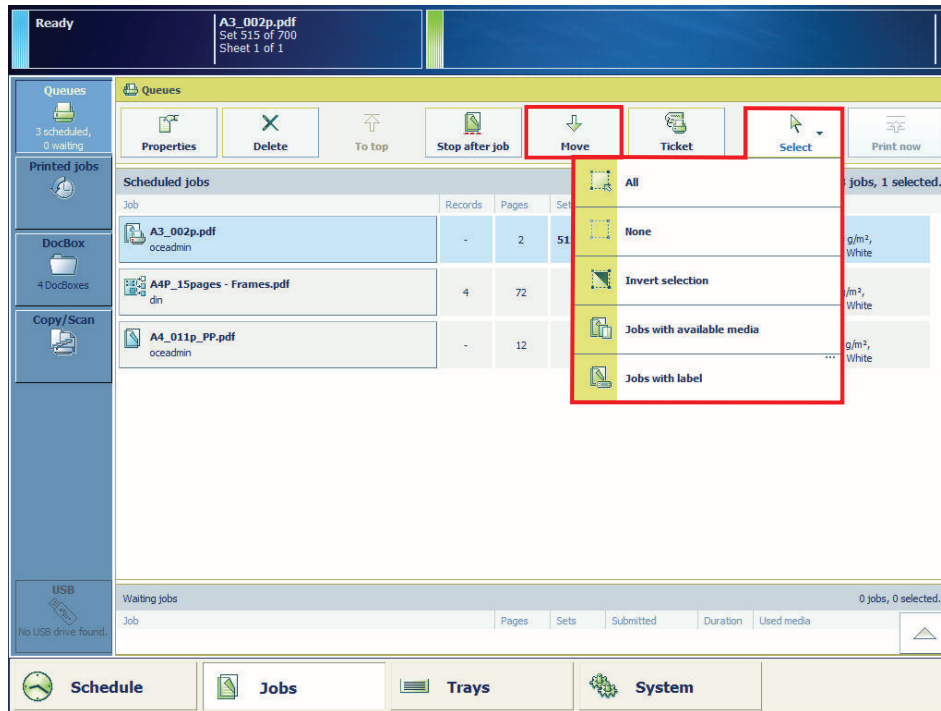 Ready
A3_002p.pdf
Set 515 of 700
Sheet 1 of 1
Queues
3 scheduled,
0 waiting
Printed jobs
DocBox
4 DocBoxes
Copy/Scan
USB
No USB drive found.
Queues
Properties
Delete
To top
Stop after job
Move
Ticket
Select
Print now
Scheduled jobs
jobs, 1 selected.
Job
Records
Pages
A3_002p.pdf
oceadmin
-
2
g/m²,
White
A4P_15pages - Frames.pdf
din
4
72
/m²,
White
A4_011p_PP.pdf
oceadmin
-
12
g/m²,
White
All
None
Invert selection
Jobs with available media
...
Jobs with label
Waiting jobs
0 jobs, 0 selected.
Job
Pages
Sets
Submitted
Duration
Used media
Schedule
Jobs
Trays
System